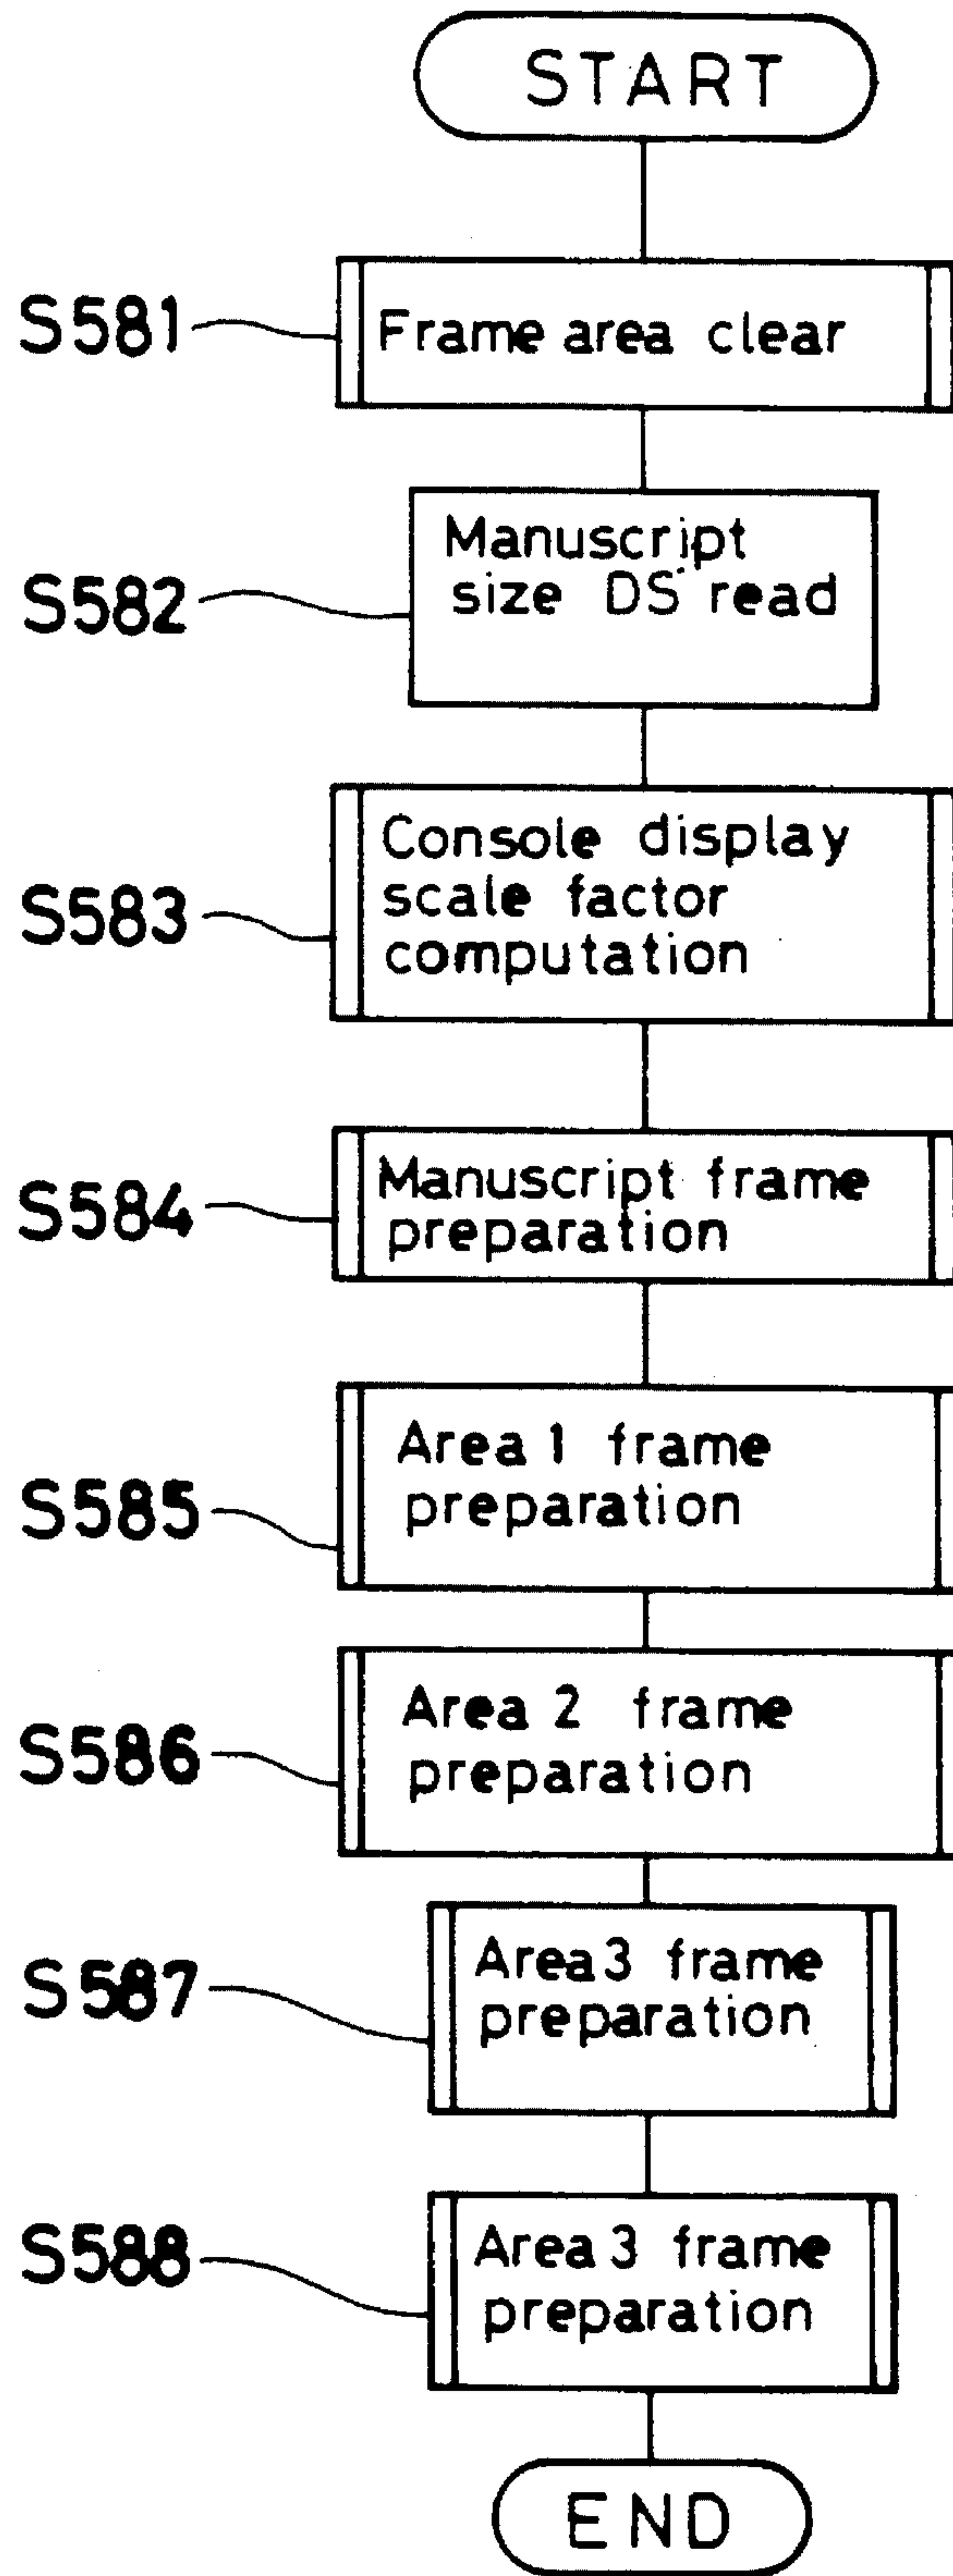 START
S581
Frame area clear
S582
Manuscript
size DS read
S583
Console display
scale factor
computation
S584
Manuscript frame
preparation
S585
Area 1 frame
preparation
S586
Area 2 frame
preparation
S587
Area 3 frame
preparation
S588
Area 3 frame
preparation
END